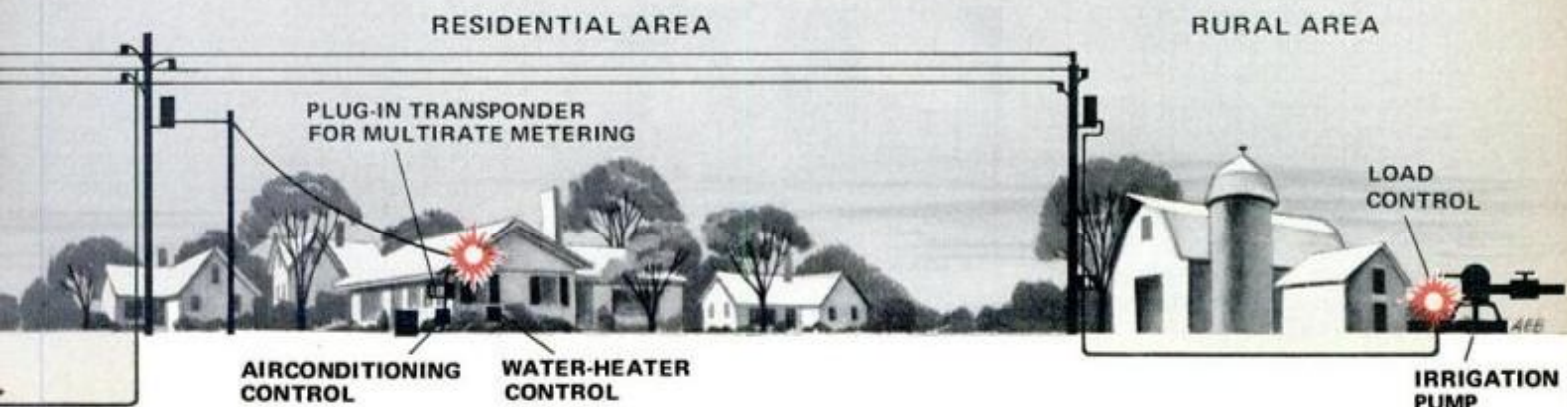 RESIDENTIAL AREA
RURAL AREA
PLUG-IN TRANSPONDER
FOR MULTIRATE METERING
LOAD
CONTROL
AIRCONDITIONING
CONTROL
WATER-HEATER
CONTROL
IRRIGATION
PUMP
AEB